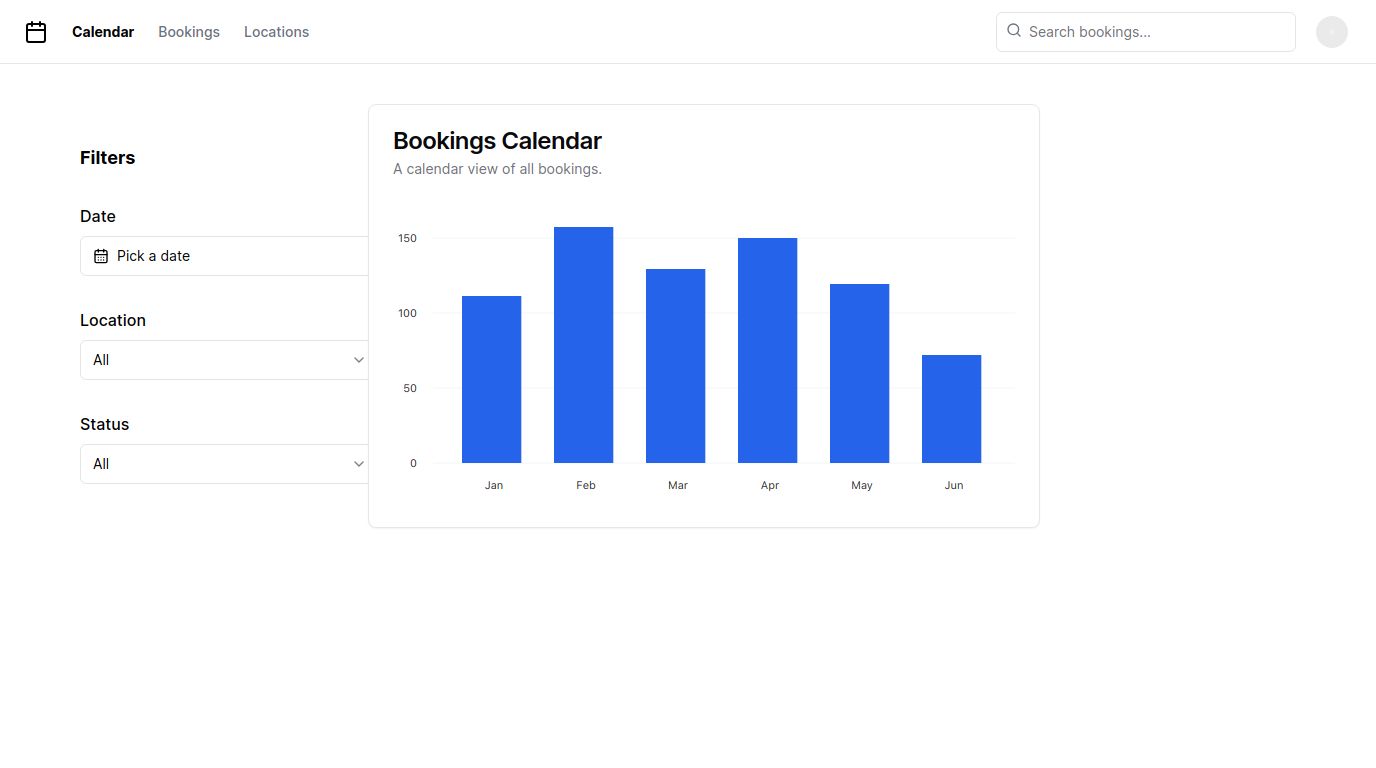 Calendar Bookings Locations Search bookings...
Filters
Date
Pick a date
Location
All
Status
All
Bookings Calendar
A calendar view of all bookings.
150
100
50
0
Jan Feb Mar Apr May Jun